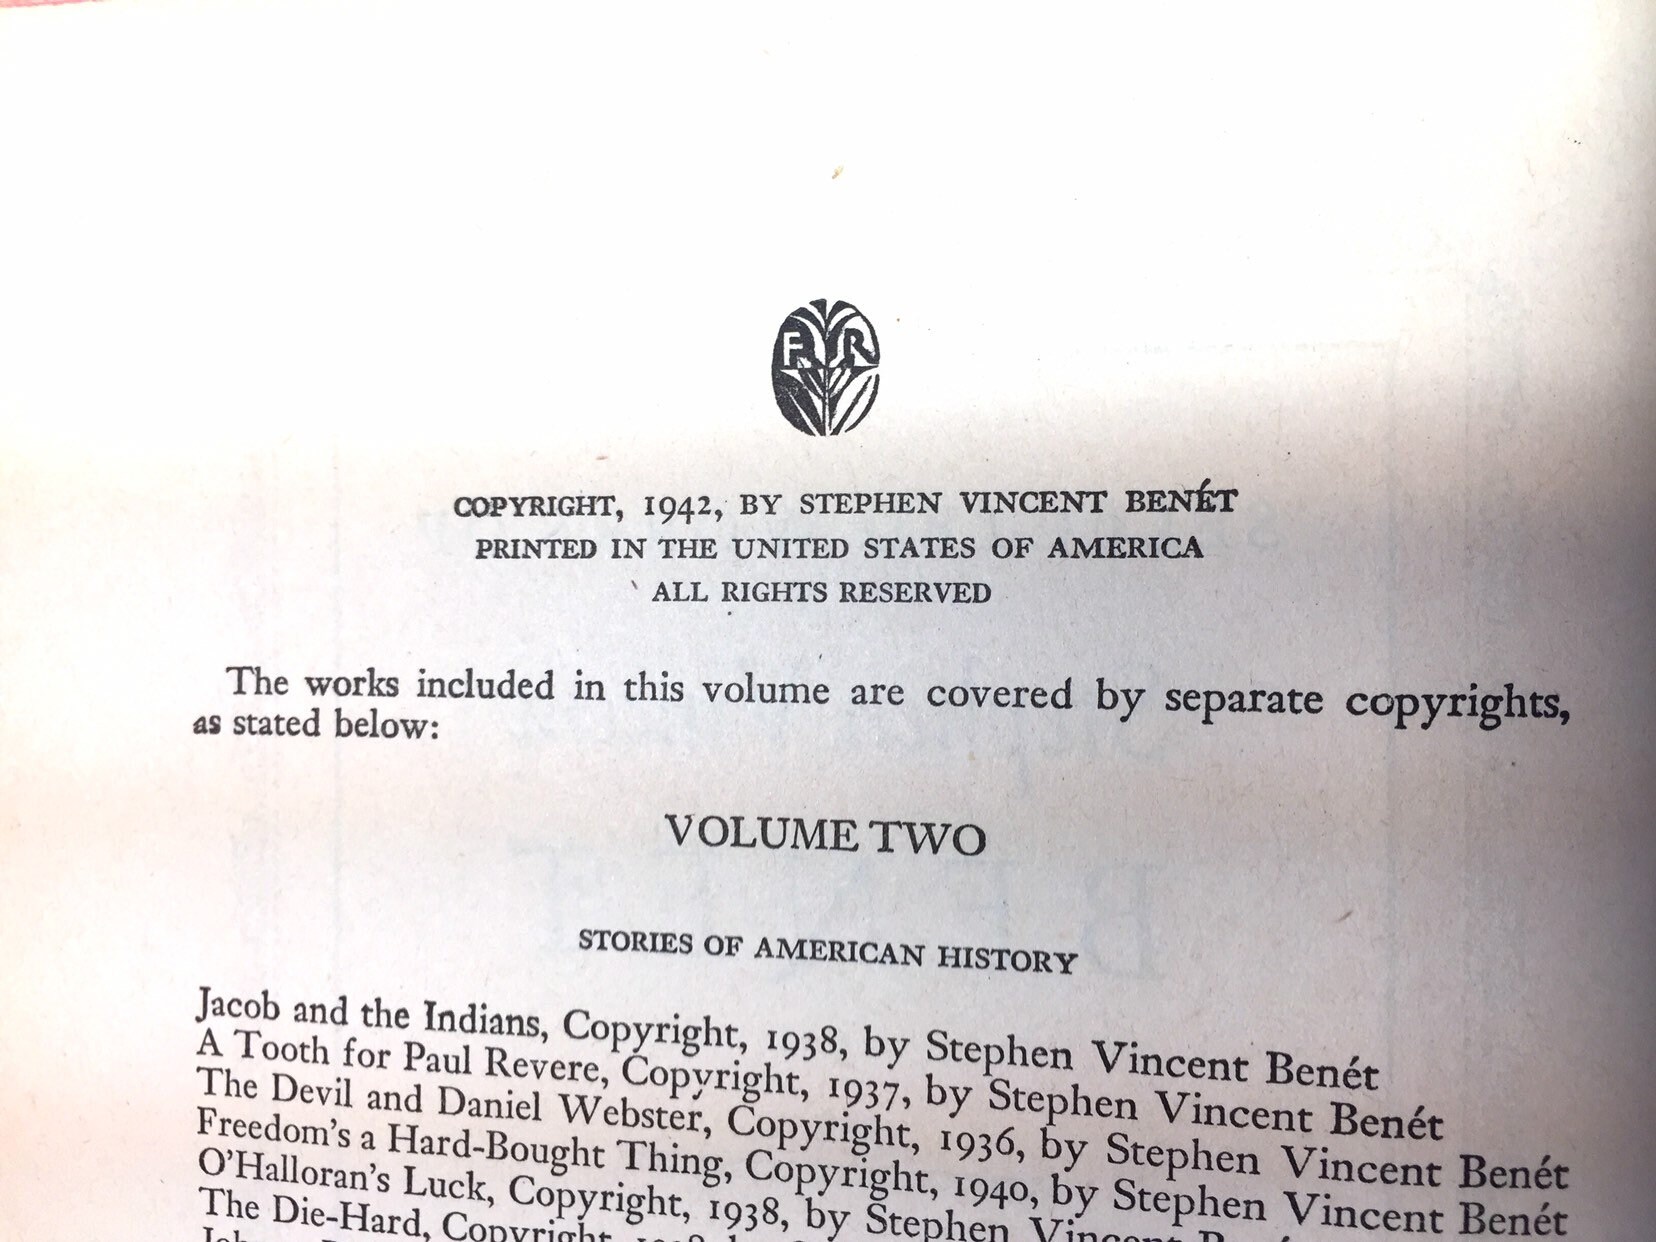 F R
COPYRIGHT, 1942, BY STEPHEN VINCENT BENÉT
PRINTED IN THE UNITED STATES OF AMERICA
ALL RIGHTS RESERVED
The works included in this volume are covered by separate copyrights,
as stated below:
VOLUME TWO
STORIES OF AMERICAN HISTORY
Jacob and the Indians, Copyright, 1938, by Stephen Vincent Benét
A Tooth for Paul Revere, Copyright, 1937, by Stephen Vincent Benét
The Devil and Daniel Webster, Copyright, 1936, by Stephen Vincent Benét
Freedom's a Hard-Bought Thing, Copyright, 1940, by Stephen Vincent Benét
O'Halloran's Luck, Copyright, 1938, by Stephen Vincent
The Die-Hard, Copyright